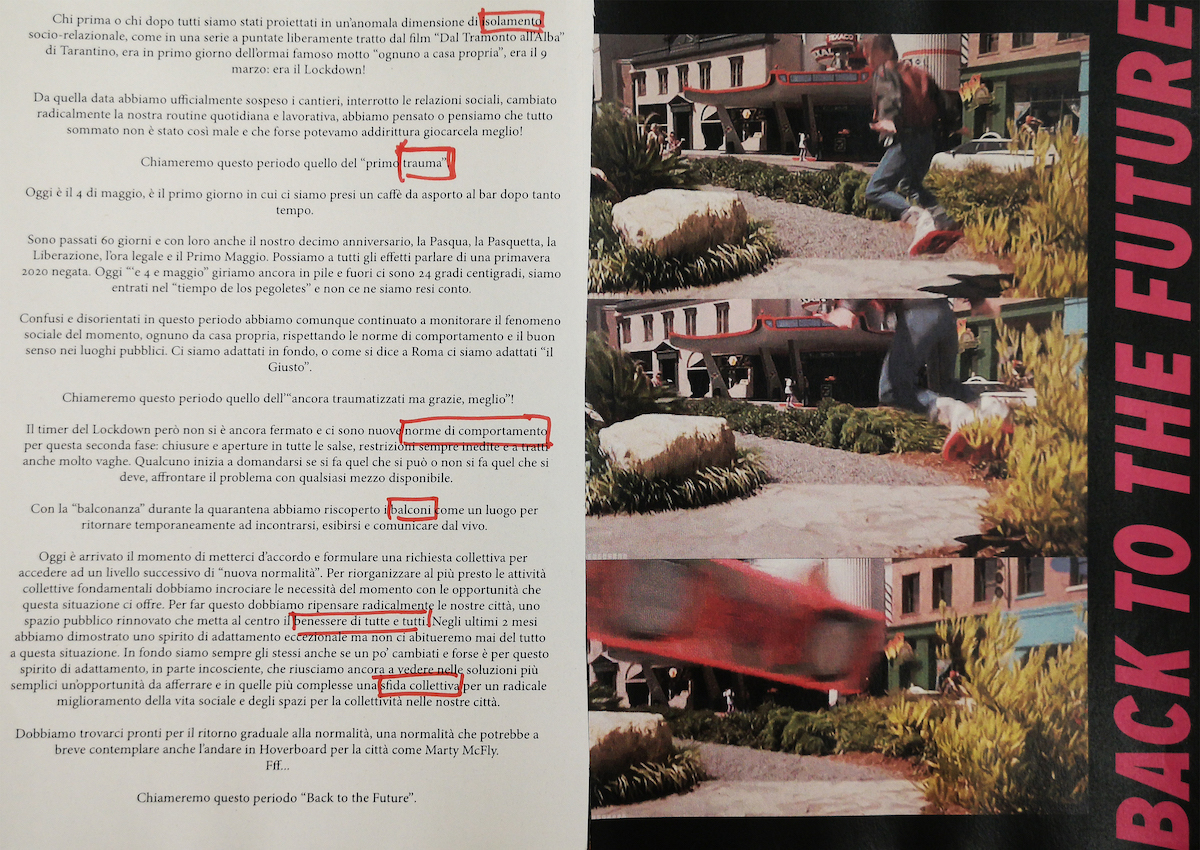 Chi prima o chi dopo tutti siamo stati proiettati in un'anomala dimensione di isolamento
socio-relazionale, come in una serie a puntate liberamente tratto dal film “Dal Tramonto all'Alba”
di Tarantino, era in primo giorno dell'ormai famoso motto “ognuno a casa propria”, era il 9
marzo: era il Lockdown!
Da quella data abbiamo ufficialmente sospeso i cantieri, interrotto le relazioni sociali, cambiato
radicalmente la nostra routine quotidiana e lavorativa, abbiamo pensato o pensiamo che tutto
sommato non è stato così male e che forse potevamo addirittura giocarcela meglio!
Chiameremo questo periodo quello del “primo trauma”.
Oggi è il 4 di maggio, è il primo giorno in cui ci siamo presi un caffè da asporto al bar dopo tanto
tempo.
Sono passati 60 giorni e con loro anche il nostro decimo anniversario, la Pasqua, la Pasquetta, la
Liberazione, l'ora legale e il Primo Maggio. Possiamo a tutti gli effetti parlare di una primavera
2020 negata. Oggi “'e 4 e maggio” giriamo ancora in pile e fuori ci sono 24 gradi centigradi, siamo
entrati nel “tiempo de los pegoletes” e non ce ne siamo resi conto.
Confusi e disorientati in questo periodo abbiamo comunque continuato a monitorare il fenomeno
sociale del momento, ognuno da casa propria, rispettando le norme di comportamento e il buon
senso nei luoghi pubblici. Ci siamo adattati in fondo, o come si dice a Roma ci siamo adattati “il
Giusto”.
Chiameremo questo periodo quello dell'“ancora traumatizzati ma grazie, meglio”!
Il timer del Lockdown però non si è ancora fermato e ci sono nuove norme di comportamento
per questa seconda fase: chiusure e aperture in tutte le salse, restrizioni sempre inedite e a tratti
anche molto vaghe. Qualcuno inizia a domandarsi se si fa quel che si può o non si fa quel che si
deve, affrontare il problema con qualsiasi mezzo disponibile.
Con la “balconanza” durante la quarantena abbiamo riscoperto i balconi come un luogo per
ritornare temporaneamente ad incontrarsi, esibirsi e comunicare dal vivo.
Oggi è arrivato il momento di metterci d'accordo e formulare una richiesta collettiva per
accedere ad un livello successivo di “nuova normalità”. Per riorganizzare al più presto le attività
collettive fondamentali dobbiamo incrociare le necessità del momento con le opportunità che
questa situazione ci offre. Per far questo dobbiamo ripensare radicalmente le nostre città, uno
spazio pubblico rinnovato che metta al centro il benessere di tutte e tutti. Negli ultimi 2 mesi
abbiamo dimostrato uno spirito di adattamento eccezionale ma non ci abitueremo mai del tutto
a questa situazione. In fondo siamo sempre gli stessi anche se un po' cambiati e forse è per questo
spirito di adattamento, in parte incosciente, che riusciamo ancora a vedere nelle soluzioni più
semplici un'opportunità da afferrare e in quelle più complesse una sfida collettiva per un radicale
miglioramento della vita sociale e degli spazi per la collettività nelle nostre città.
Dobbiamo trovarci pronti per il ritorno graduale alla normalità, una normalità che potrebbe a
breve contemplare anche l'andare in Hoverboard per la città come Marty McFly.
Fff...
Chiameremo questo periodo “Back to the Future”.
BACK TO THE FUTURE